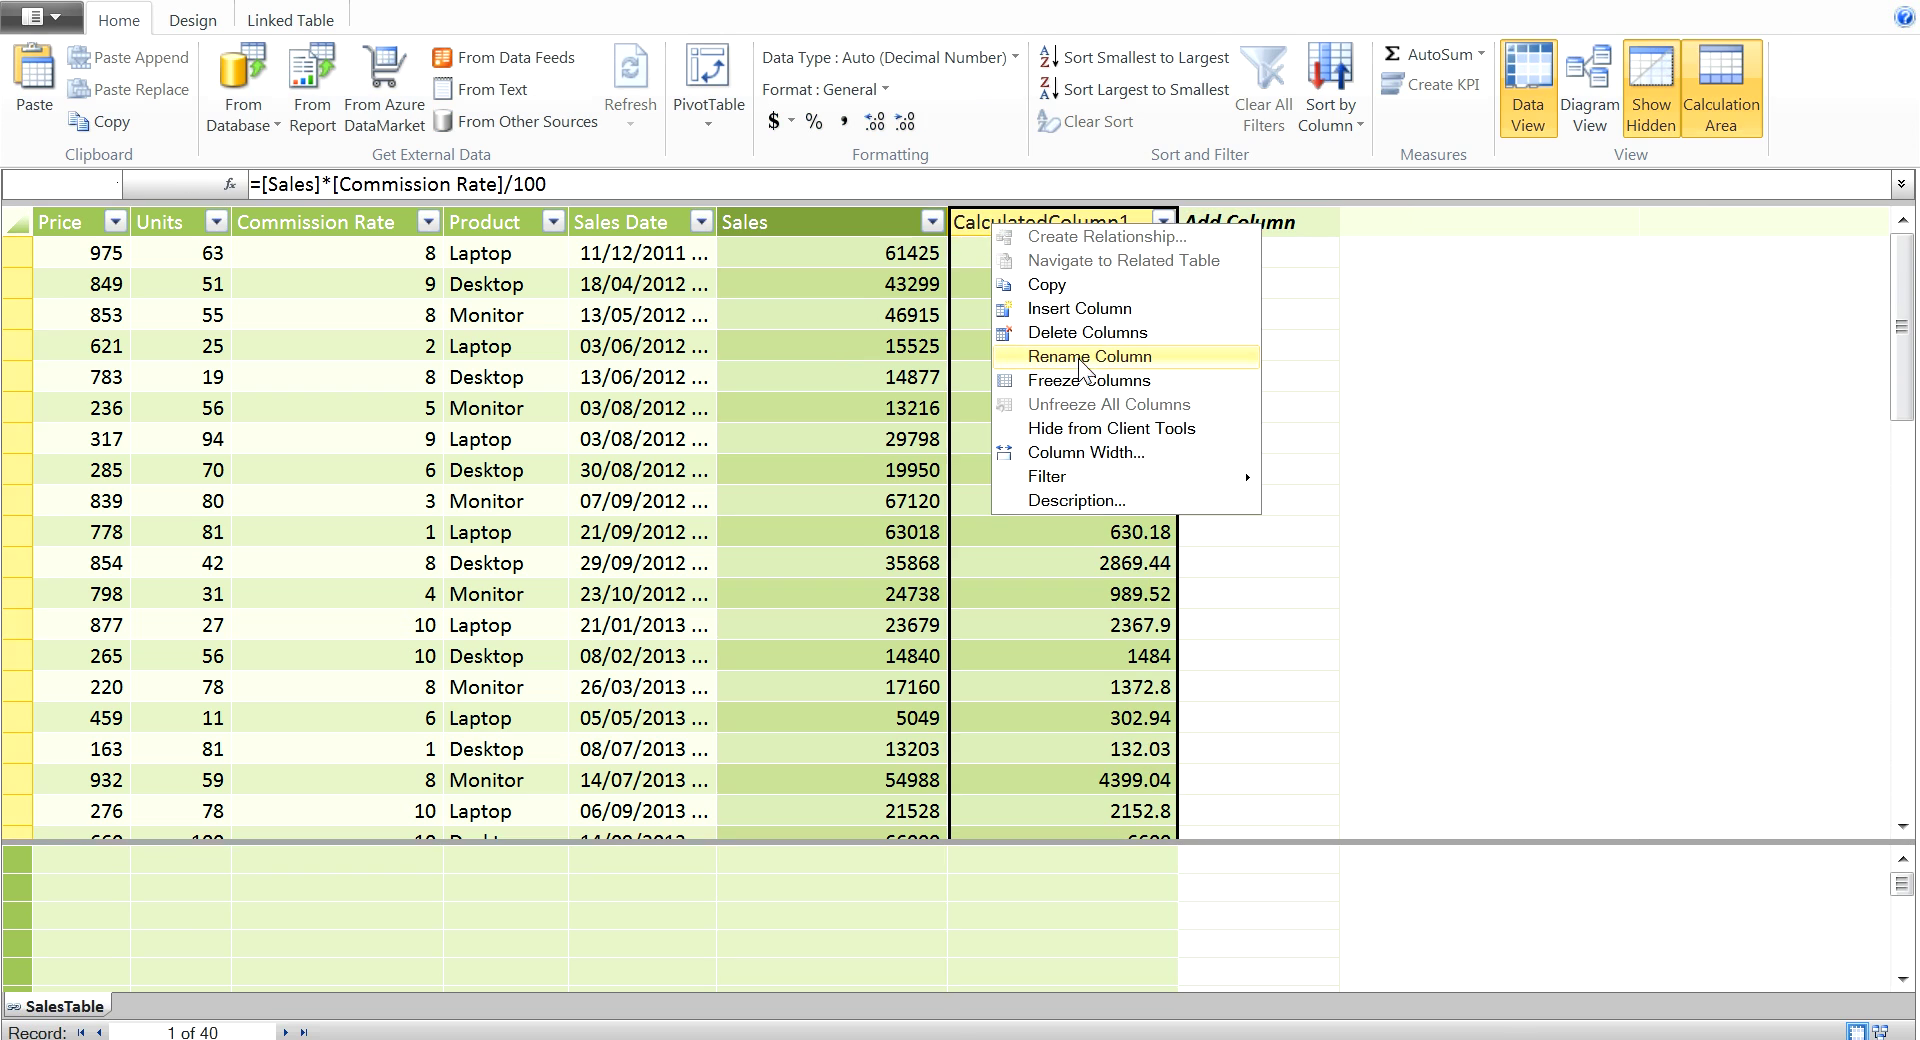 Home Design Linked Table
Paste
Paste Append
Paste Replace
Copy
Clipboard
From Database
From Report
From Azure DataMarket
From Data Feeds
From Text
From Other Sources
Get External Data
Refresh
PivotTable
Data Type : Auto (Decimal Number)
Format : General
$ % , .00 .00
Formatting
Sort Smallest to Largest
Sort Largest to Smallest
Clear Sort
Clear All Filters
Sort by Column
Sort and Filter
AutoSum
Create KPI
Measures
Data View
Diagram View
Show Hidden
Calculation Area
View
fx =[Sales]*[Commission Rate]/100
Price Units Commission Rate Product Sales Date Sales CalculatedColumn1 Add Column
975 63 8 Laptop 11/12/2011 ... 61425
849 51 9 Desktop 18/04/2012 ... 43299
853 55 8 Monitor 13/05/2012 ... 46915
621 25 2 Laptop 03/06/2012 ... 15525
783 19 8 Desktop 13/06/2012 ... 14877
236 56 5 Monitor 03/08/2012 ... 13216
317 94 9 Laptop 03/08/2012 ... 29798
285 70 6 Desktop 30/08/2012 ... 19950
839 80 3 Monitor 07/09/2012 ... 67120
778 81 1 Laptop 21/09/2012 ... 63018 630.18
854 42 8 Desktop 29/09/2012 ... 35868 2869.44
798 31 4 Monitor 23/10/2012 ... 24738 989.52
877 27 10 Laptop 21/01/2013 ... 23679 2367.9
265 56 10 Desktop 08/02/2013 ... 14840 1484
220 78 8 Monitor 26/03/2013 ... 17160 1372.8
459 11 6 Laptop 05/05/2013 ... 5049 302.94
163 81 1 Desktop 08/07/2013 ... 13203 132.03
932 59 8 Monitor 14/07/2013 ... 54988 4399.04
276 78 10 Laptop 06/09/2013 ... 21528 2152.8
Create Relationship...
Navigate to Related Table
Copy
Insert Column
Delete Columns
Rename Column
Freeze Columns
Unfreeze All Columns
Hide from Client Tools
Column Width...
Filter
Description...
SalesTable
Record: 1 of 40